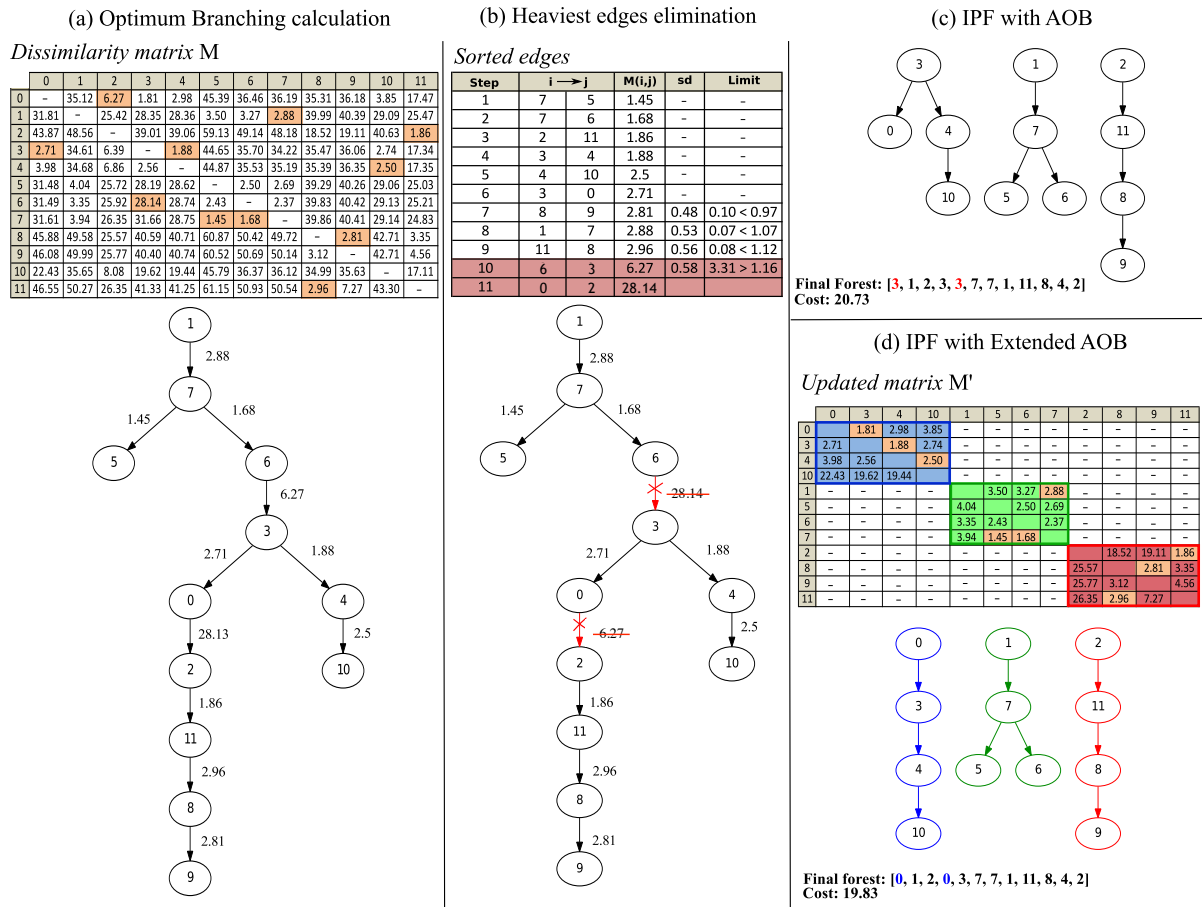 (a) Optimum Branching calculation
Dissimilarity matrix M
0 1 2 3 4 5 6 7 8 9 10 11
0 – 35.12 6.27 1.81 2.98 45.39 36.46 36.19 35.31 36.18 3.85 17.47
1 31.81 – 25.42 28.35 28.36 3.50 3.27 2.88 39.99 40.39 29.09 25.47
2 43.87 48.56 – 39.01 39.06 59.13 49.14 48.18 18.52 19.11 40.63 1.86
3 2.71 34.61 6.39 – 1.88 44.65 35.70 34.22 35.47 36.06 2.74 17.34
4 3.98 34.68 6.86 2.56 – 44.87 35.53 35.19 35.39 36.35 2.50 17.35
5 31.48 4.04 25.72 28.19 28.62 – 2.50 2.69 39.29 40.26 29.06 25.03
6 31.49 3.35 25.92 28.14 28.74 2.43 – 2.37 39.83 40.42 29.13 25.21
7 31.61 3.94 26.35 31.66 28.75 1.45 1.68 – 39.86 40.41 29.14 24.83
8 45.88 49.58 25.57 40.59 40.71 60.87 50.42 49.72 – 2.81 42.71 3.35
9 46.08 49.99 25.77 40.40 40.74 60.52 50.69 50.14 3.12 – 42.71 4.56
10 22.43 35.65 8.08 19.62 19.44 45.79 36.37 36.12 34.99 35.63 – 17.11
11 46.55 50.27 26.35 41.33 41.25 61.15 50.93 50.54 2.96 7.27 43.30 –
1
2.88
7
1.45 1.68
5 6
6.27
3
2.71 1.88
0 4
28.13 2.5
2 10
1.86
11
2.96
8
2.81
9
(b) Heaviest edges elimination
Sorted edges
Step i → j M(i,j) sd Limit
1 7 5 1.45 – –
2 7 6 1.68 – –
3 2 11 1.86 – –
4 3 4 1.88 – –
5 4 10 2.5 – –
6 3 0 2.71 – –
7 8 9 2.81 0.48 0.10 < 0.97
8 1 7 2.88 0.53 0.07 < 1.07
9 11 8 2.96 0.56 0.08 < 1.12
10 6 3 6.27 0.58 3.31 > 1.16
11 0 2 28.14
1
2.88
7
1.45 1.68
5 6
28.14
3
2.71 1.88
0 4
6.27 2.5
2 10
1.86
11
2.96
8
2.81
9
(c) IPF with AOB
3 1 2
0 4 7 11
10 5 6 8
9
Final Forest: [3, 1, 2, 3, 3, 7, 7, 1, 11, 8, 4, 2]
Cost: 20.73
(d) IPF with Extended AOB
Updated matrix M'
0 3 4 10 1 5 6 7 2 8 9 11
0 1.81 2.98 3.85 – – – – – – – –
3 2.71 1.88 2.74 – – – – – – – –
4 3.98 2.56 2.50 – – – – – – – –
10 22.43 19.62 19.44 – – – – – – – –
1 – – – – 3.50 3.27 2.88 – – – –
5 – – – – 4.04 2.50 2.69 – – – –
6 – – – – 3.35 2.43 2.37 – – – –
7 – – – – 3.94 1.45 1.68 – – – –
2 – – – – – – – – 18.52 19.11 1.86
8 – – – – – – – – 25.57 2.81 3.35
9 – – – – – – – – 25.77 3.12 4.56
11 – – – – – – – – 26.35 2.96 7.27
0 1 2
3 7 11
4 5 6 8
10 9
Final forest: [0, 1, 2, 0, 3, 7, 7, 1, 11, 8, 4, 2]
Cost: 19.83